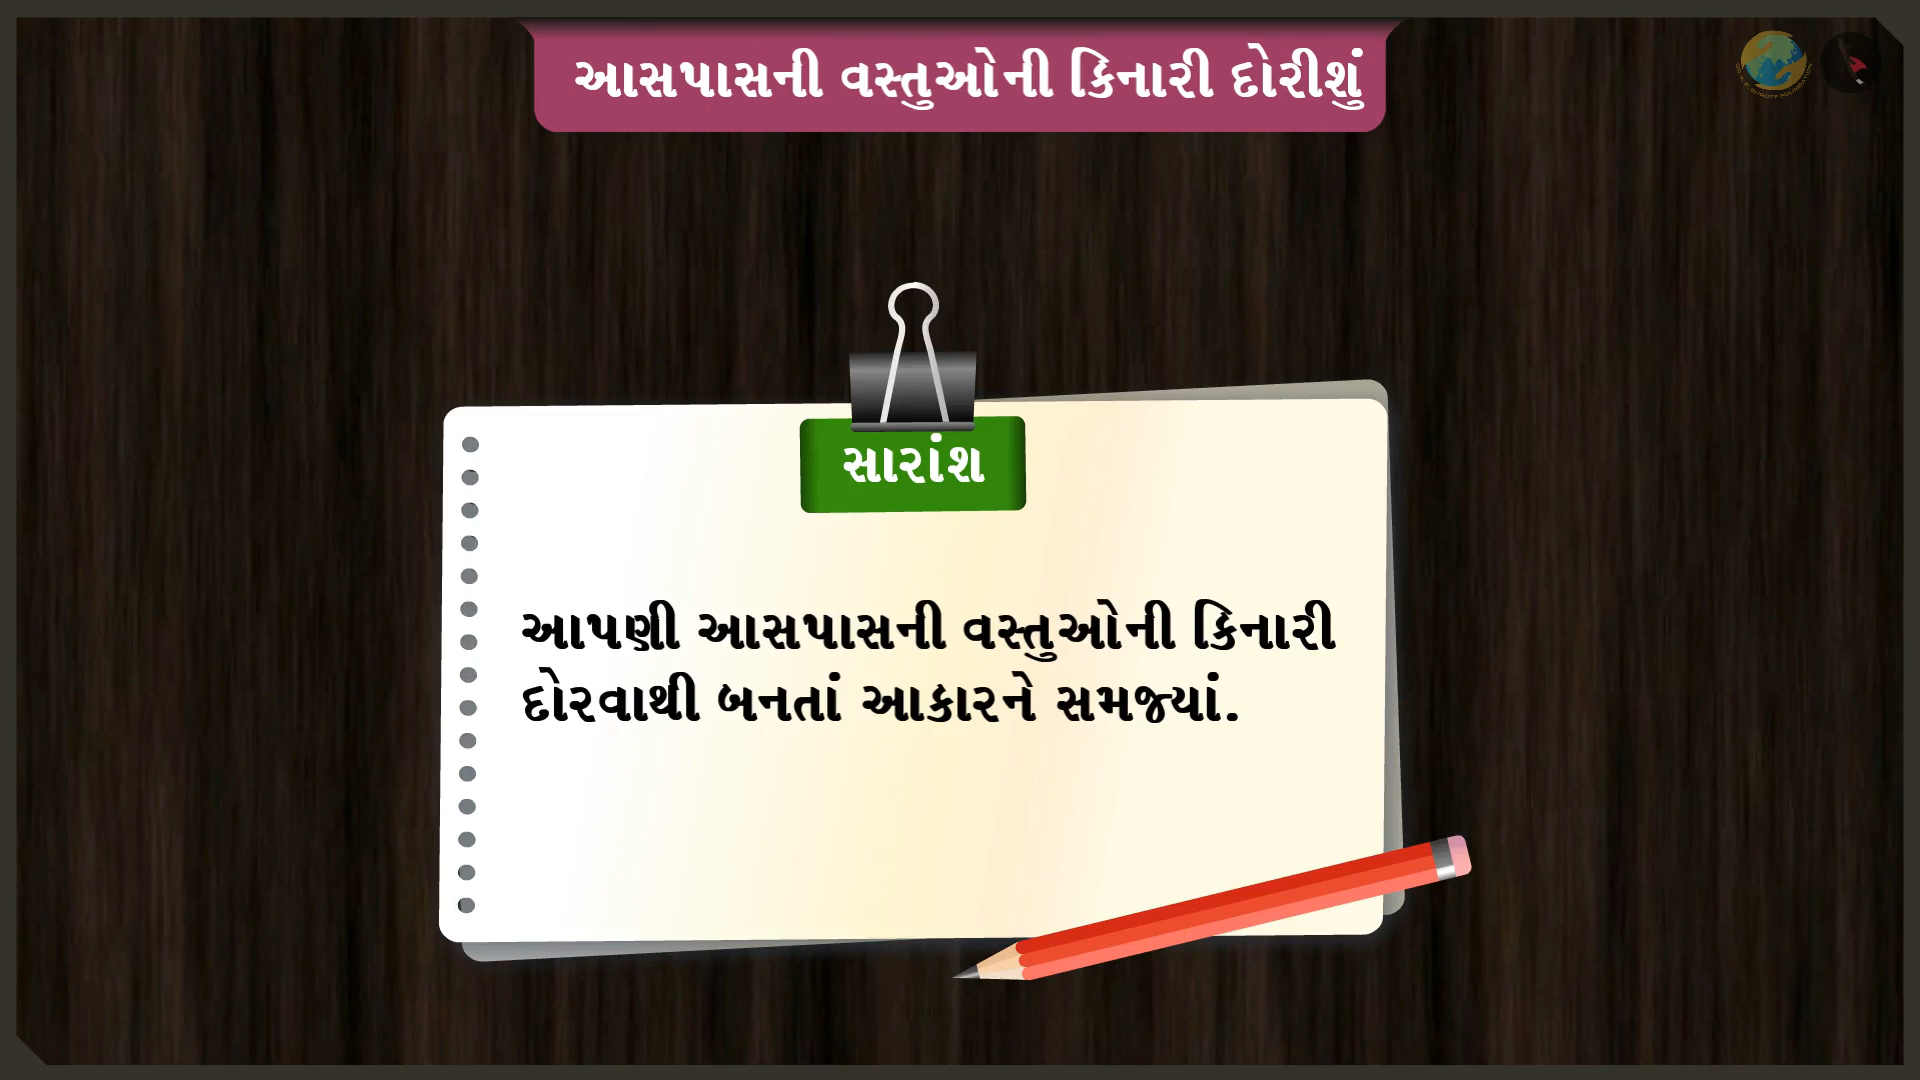 આસપાસની વસ્તુઓની કિનારી દોરીશું
સારાંશ
આપણી આસપાસની વસ્તુઓની કિનારી
દોરવાથી બનતાં આકારને સમજ્યાં.